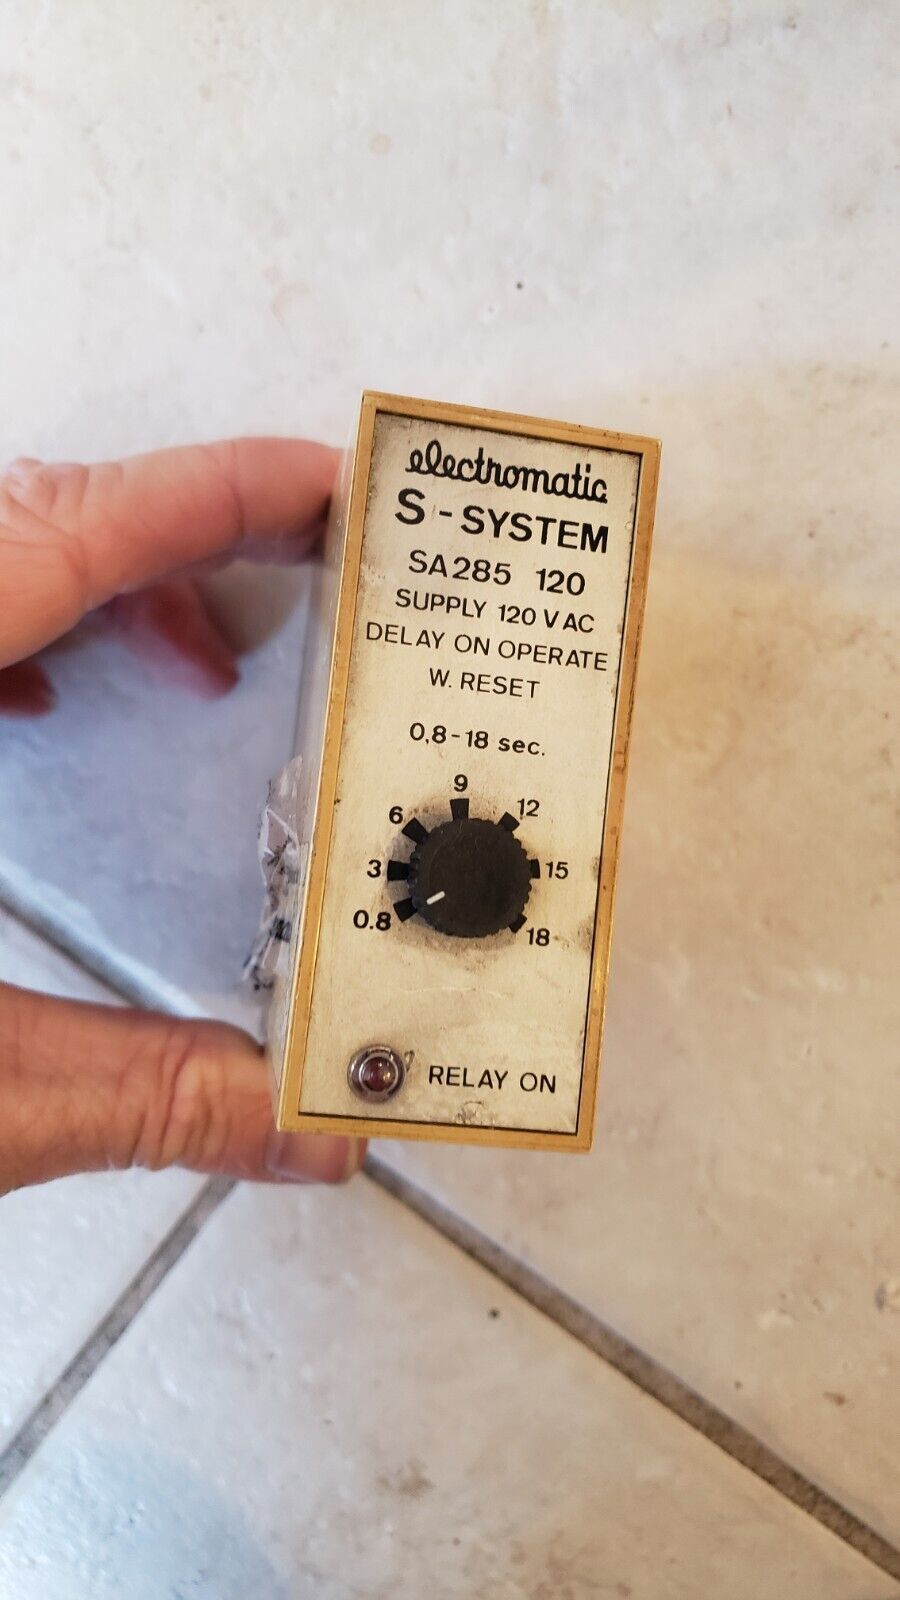 electromatic
S-SYSTEM
SA285 120
SUPPLY 120 V AC
DELAY ON OPERATE
W. RESET
0,8-18 sec.
9
6 12
3 15
0.8 18
RELAY ON